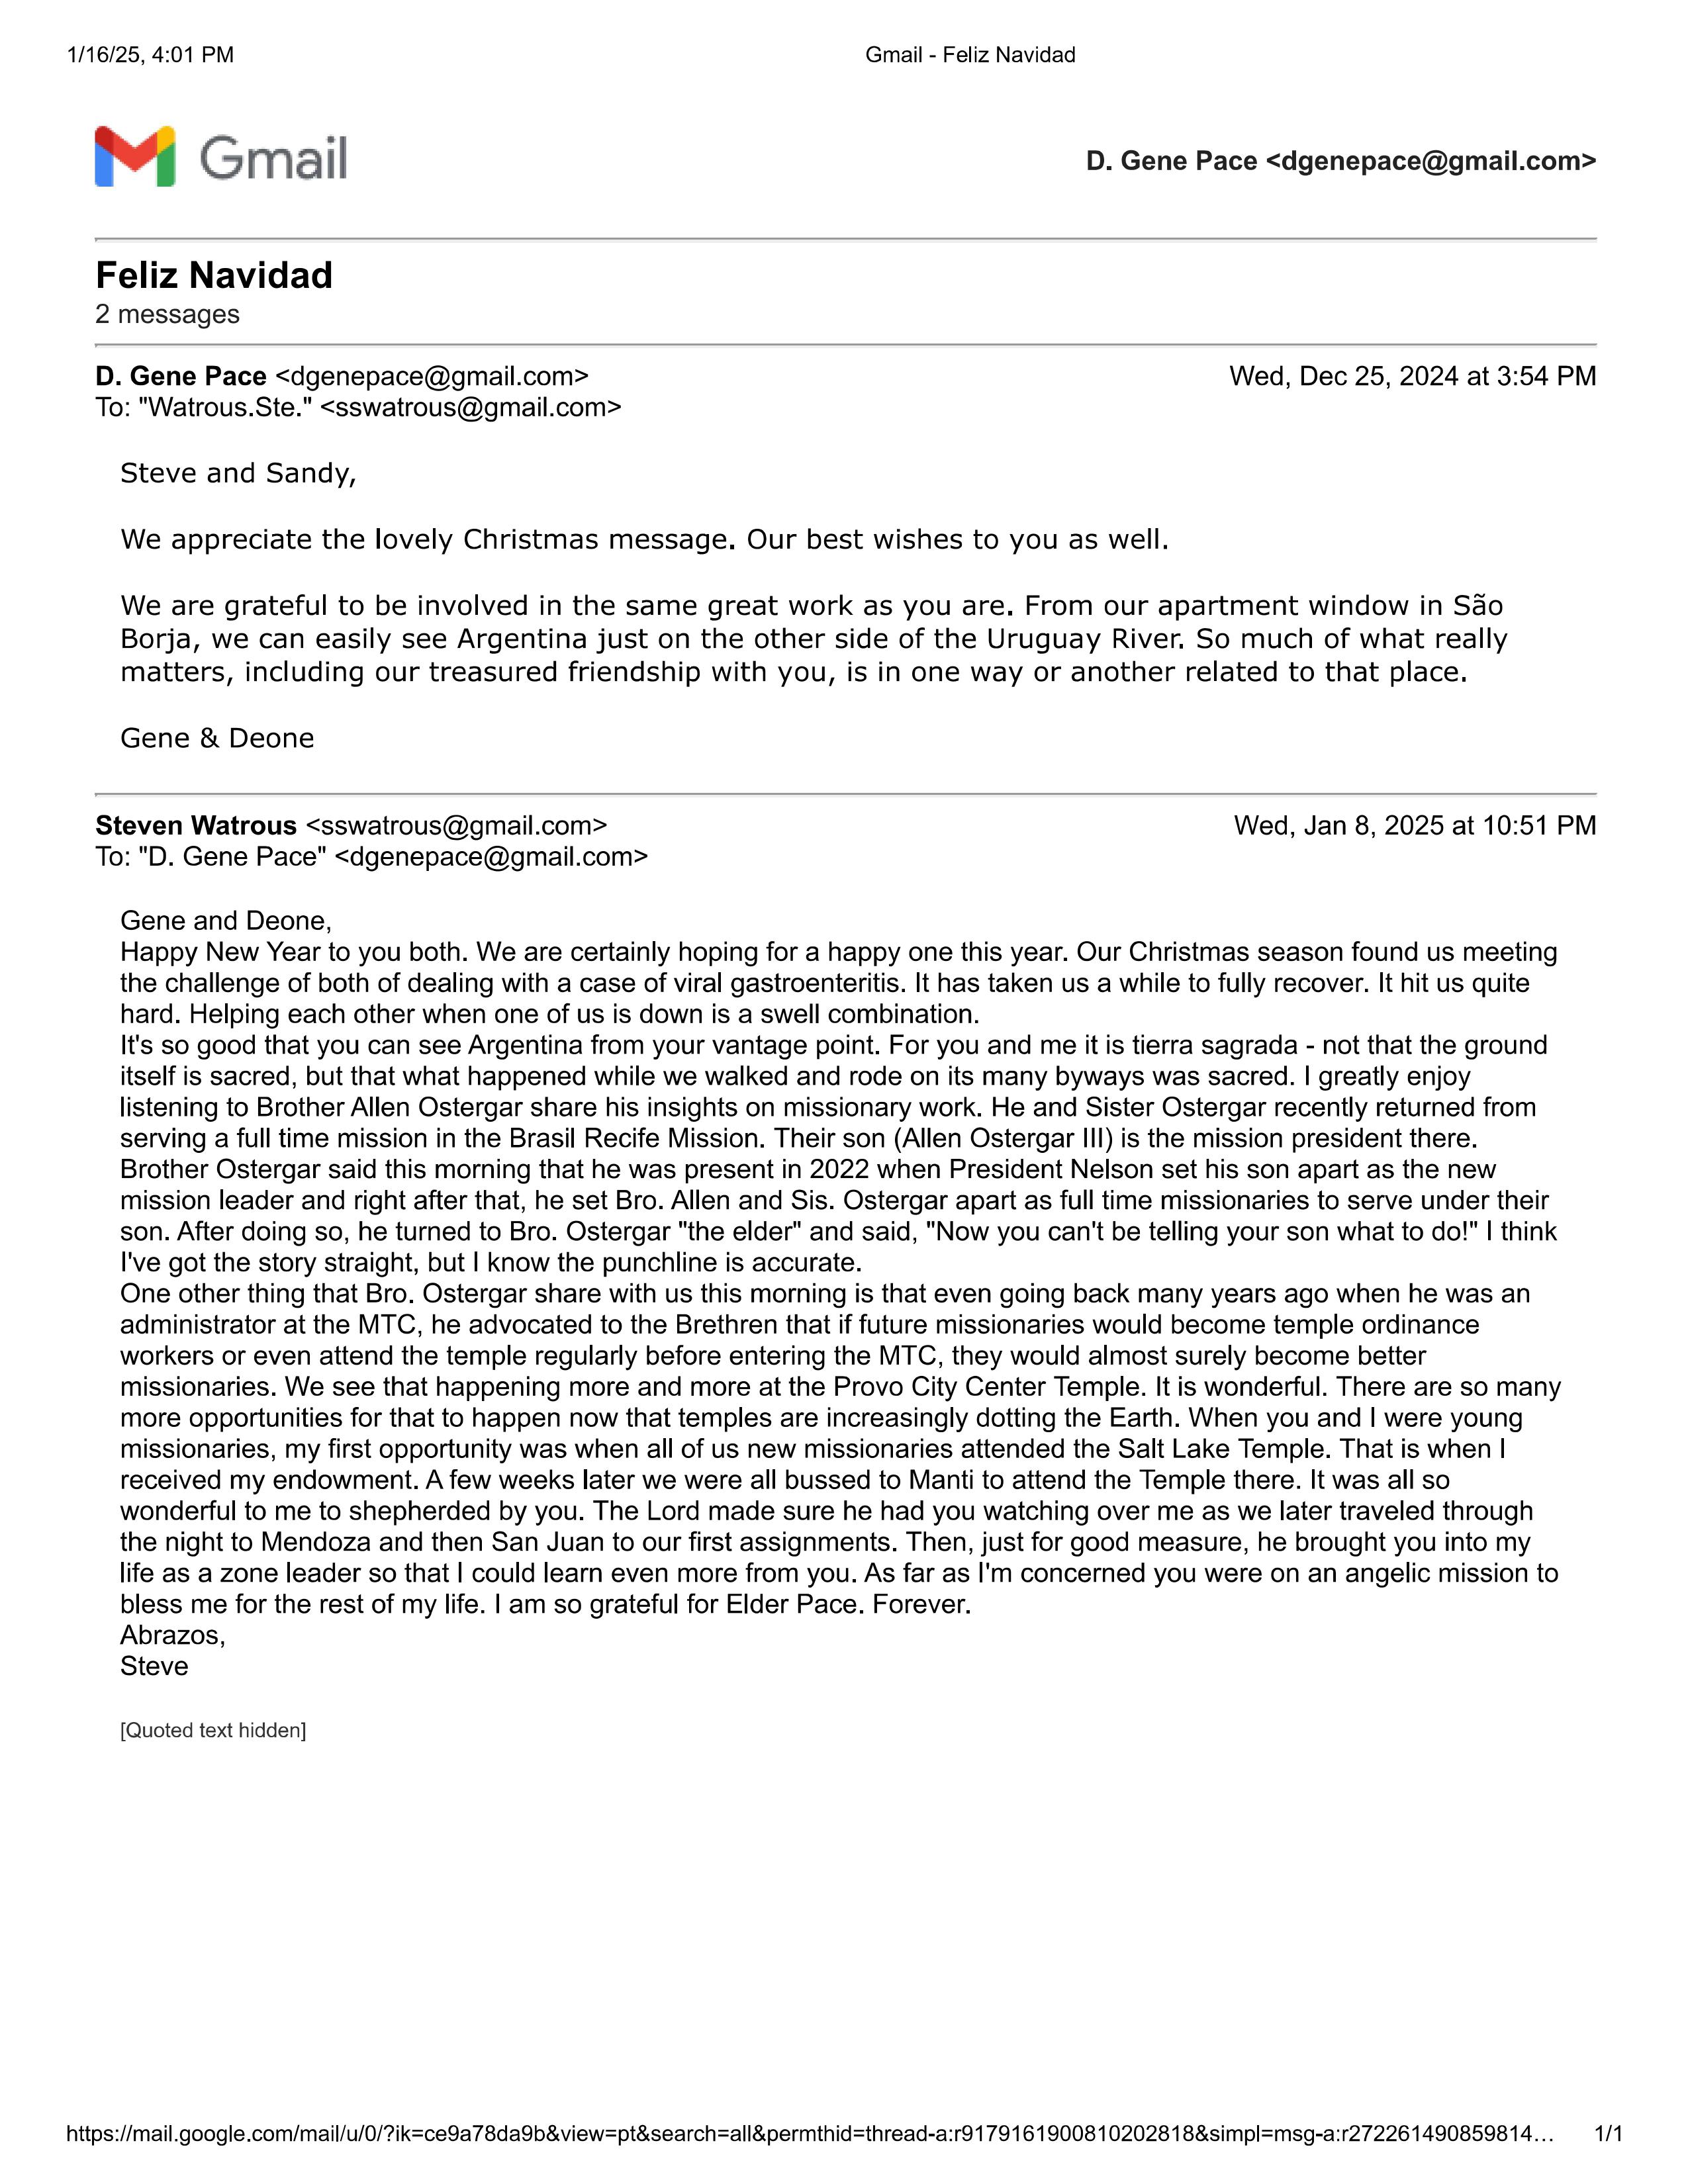 1/16/25, 4:01 PM
Gmail - Feliz Navidad
Gmail
D. Gene Pace <dgenepace@gmail.com>
Feliz Navidad
2 messages
D. Gene Pace <dgenepace@gmail.com>
Wed, Dec 25, 2024 at 3:54 PM
To: "Watrous.Ste." <sswatrous@gmail.com>
Steve and Sandy,
We appreciate the lovely Christmas message. Our best wishes to you as well.
We are grateful to be involved in the same great work as you are. From our apartment window in São
Borja, we can easily see Argentina just on the other side of the Uruguay River. So much of what really
matters, including our treasured friendship with you, is in one way or another related to that place.
Gene & Deone
Steven Watrous <sswatrous@gmail.com>
Wed, Jan 8, 2025 at 10:51 PM
To: "D. Gene Pace" <dgenepace@gmail.com>
Gene and Deone,
Happy New Year to you both. We are certainly hoping for a happy one this year. Our Christmas season found us meeting
the challenge of both of dealing with a case of viral gastroenteritis. It has taken us a while to fully recover. It hit us quite
hard. Helping each other when one of us is down is a swell combination.
It's so good that you can see Argentina from your vantage point. For you and me it is tierra sagrada - not that the ground
itself is sacred, but that what happened while we walked and rode on its many byways was sacred. I greatly enjoy
listening to Brother Allen Ostergar share his insights on missionary work. He and Sister Ostergar recently returned from
serving a full time mission in the Brasil Recife Mission. Their son (Allen Ostergar III) is the mission president there.
Brother Ostergar said this morning that he was present in 2022 when President Nelson set his son apart as the new
mission leader and right after that, he set Bro. Allen and Sis. Ostergar apart as full time missionaries to serve under their
son. After doing so, he turned to Bro. Ostergar "the elder" and said, "Now you can't be telling your son what to do!" I think
I've got the story straight, but I know the punchline is accurate.
One other thing that Bro. Ostergar share with us this morning is that even going back many years ago when he was an
administrator at the MTC, he advocated to the Brethren that if future missionaries would become temple ordinance
workers or even attend the temple regularly before entering the MTC, they would almost surely become better
missionaries. We see that happening more and more at the Provo City Center Temple. It is wonderful. There are so many
more opportunities for that to happen now that temples are increasingly dotting the Earth. When you and I were young
missionaries, my first opportunity was when all of us new missionaries attended the Salt Lake Temple. That is when I
received my endowment. A few weeks later we were all bussed to Manti to attend the Temple there. It was all so
wonderful to me to shepherded by you. The Lord made sure he had you watching over me as we later traveled through
the night to Mendoza and then San Juan to our first assignments. Then, just for good measure, he brought you into my
life as a zone leader so that I could learn even more from you. As far as I'm concerned you were on an angelic mission to
bless me for the rest of my life. I am so grateful for Elder Pace. Forever.
Abrazos,
Steve
[Quoted text hidden]
https://mail.google.com/mail/u/0/?ik=ce9a78da9b&view=pt&search=all&permthid=thread-a:r9179161900810202818&simpl=msg-a:r272261490859814…
1/1